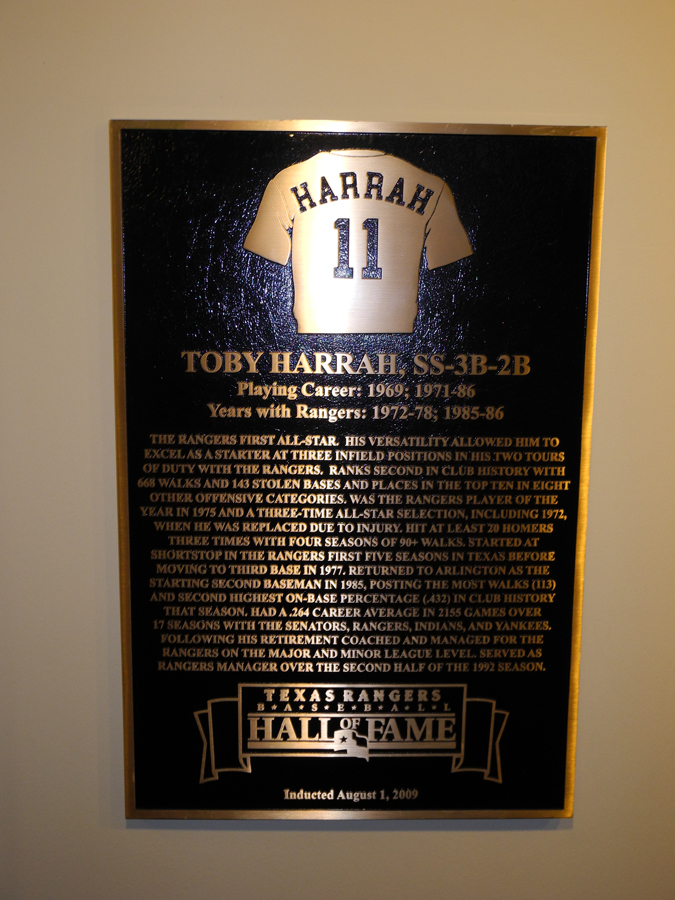 HARRAH
11
TOBY HARRAH, SS-3B-2B
Playing Career: 1969; 1971-86
Years with Rangers: 1972-78; 1985-86
THE RANGERS FIRST ALL-STAR. HIS VERSATILITY ALLOWED HIM TO
EXCEL AS A STARTER AT THREE INFIELD POSITIONS IN HIS TWO TOURS
OF DUTY WITH THE RANGERS. RANKS SECOND IN CLUB HISTORY WITH
668 WALKS AND 143 STOLEN BASES AND PLACES IN THE TOP TEN IN EIGHT
OTHER OFFENSIVE CATEGORIES. WAS THE RANGERS PLAYER OF THE
YEAR IN 1975 AND A THREE-TIME ALL-STAR SELECTION, INCLUDING 1972,
WHEN HE WAS REPLACED DUE TO INJURY. HIT AT LEAST 20 HOMERS
THREE TIMES WITH FOUR SEASONS OF 90+ WALKS. STARTED AT
SHORTSTOP IN THE RANGERS FIRST FIVE SEASONS IN TEXAS BEFORE
MOVING TO THIRD BASE IN 1977. RETURNED TO ARLINGTON AS THE
STARTING SECOND BASEMAN IN 1985, POSTING THE MOST WALKS (113)
AND SECOND HIGHEST ON-BASE PERCENTAGE (.432) IN CLUB HISTORY
THAT SEASON. HAD A .264 CAREER AVERAGE IN 2155 GAMES OVER
17 SEASONS WITH THE SENATORS, RANGERS, INDIANS, AND YANKEES.
FOLLOWING HIS RETIREMENT COACHED AND MANAGED FOR THE
RANGERS ON THE MAJOR AND MINOR LEAGUE LEVEL. SERVED AS
RANGERS MANAGER OVER THE SECOND HALF OF THE 1992 SEASON.
TEXAS RANGERS
B★A★S★E★B★A★L★L
HALL OF FAME
Inducted August 1, 2009